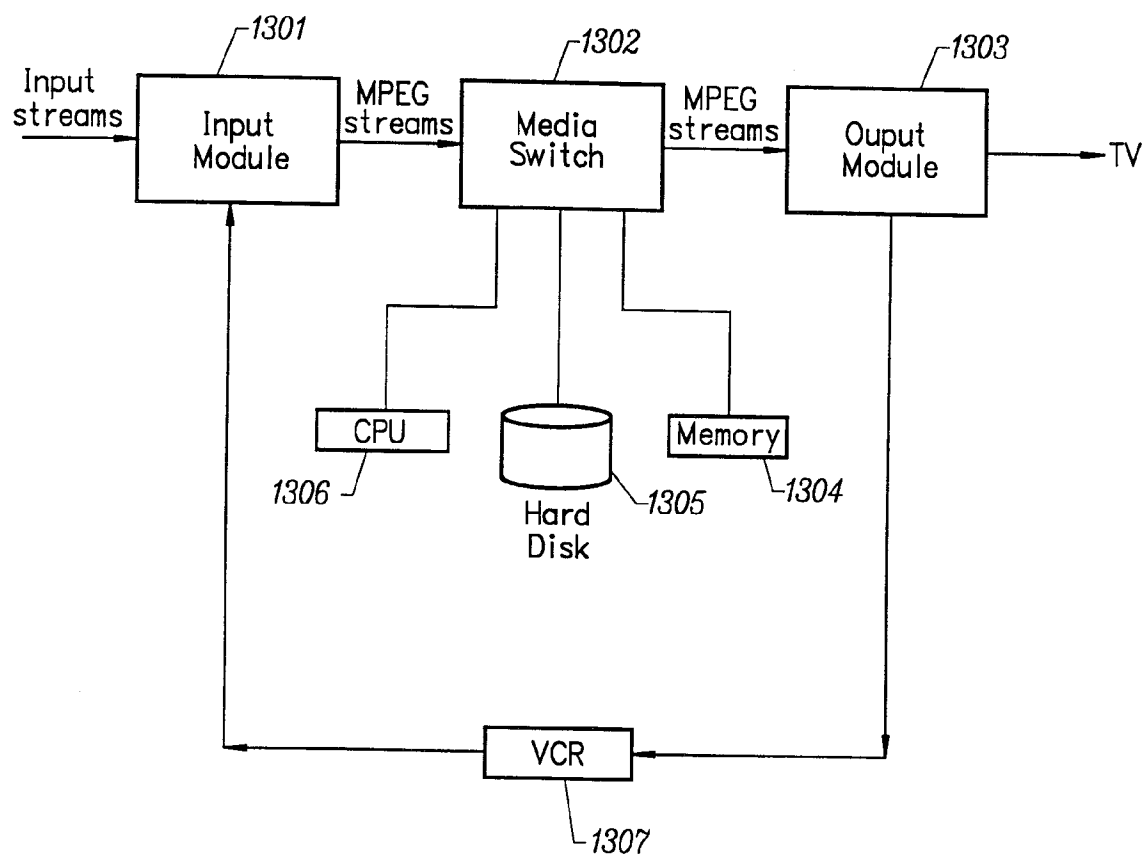 1301
1302
1303
Input
streams
Input
Module
MPEG
streams
Media
Switch
MPEG
streams
Ouput
Module
TV
CPU
1306
Hard
Disk
1305
Memory
1304
VCR
1307